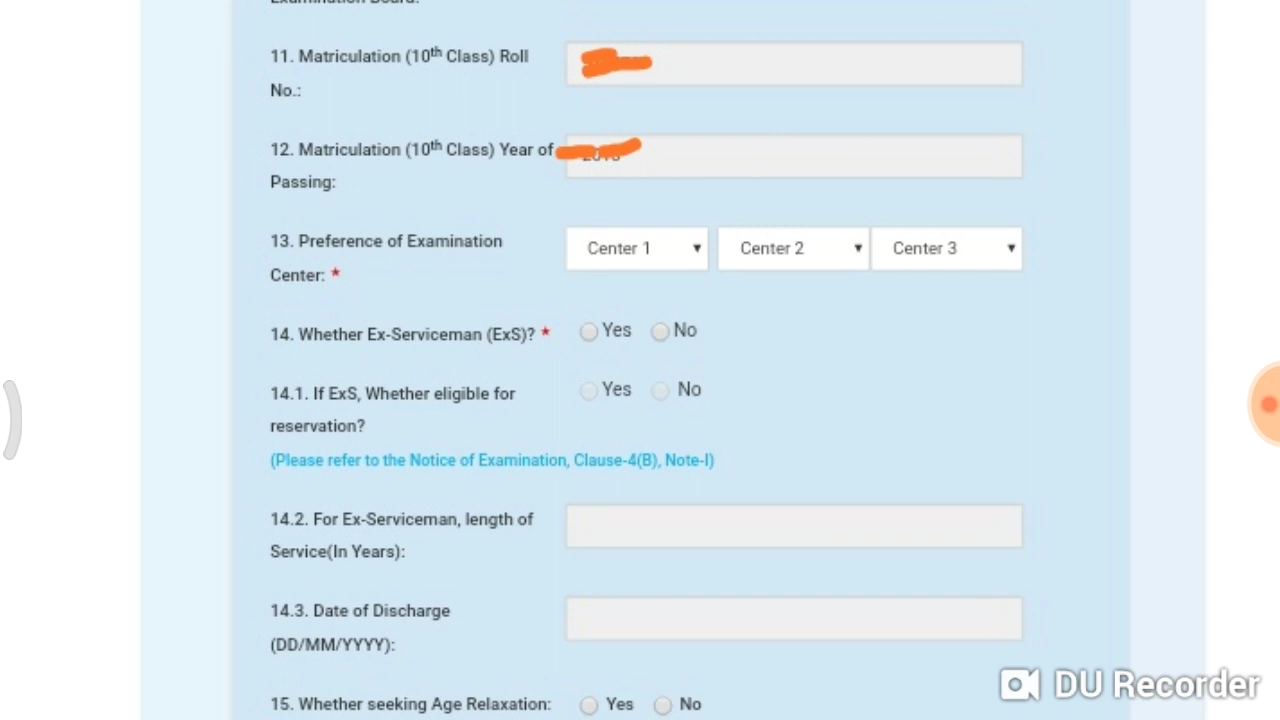 Examination Board:
11. Matriculation (10th Class) Roll
No.:
12. Matriculation (10th Class) Year of
Passing:
13. Preference of Examination
Center: *
Center 1 ▼ Center 2 ▼ Center 3 ▼
14. Whether Ex-Serviceman (ExS)? * Yes No
14.1. If ExS, Whether eligible for
reservation?
Yes No
(Please refer to the Notice of Examination, Clause-4(B), Note-I)
14.2. For Ex-Serviceman, length of
Service(In Years):
14.3. Date of Discharge
(DD/MM/YYYY):
15. Whether seeking Age Relaxation: Yes No
DU Recorder